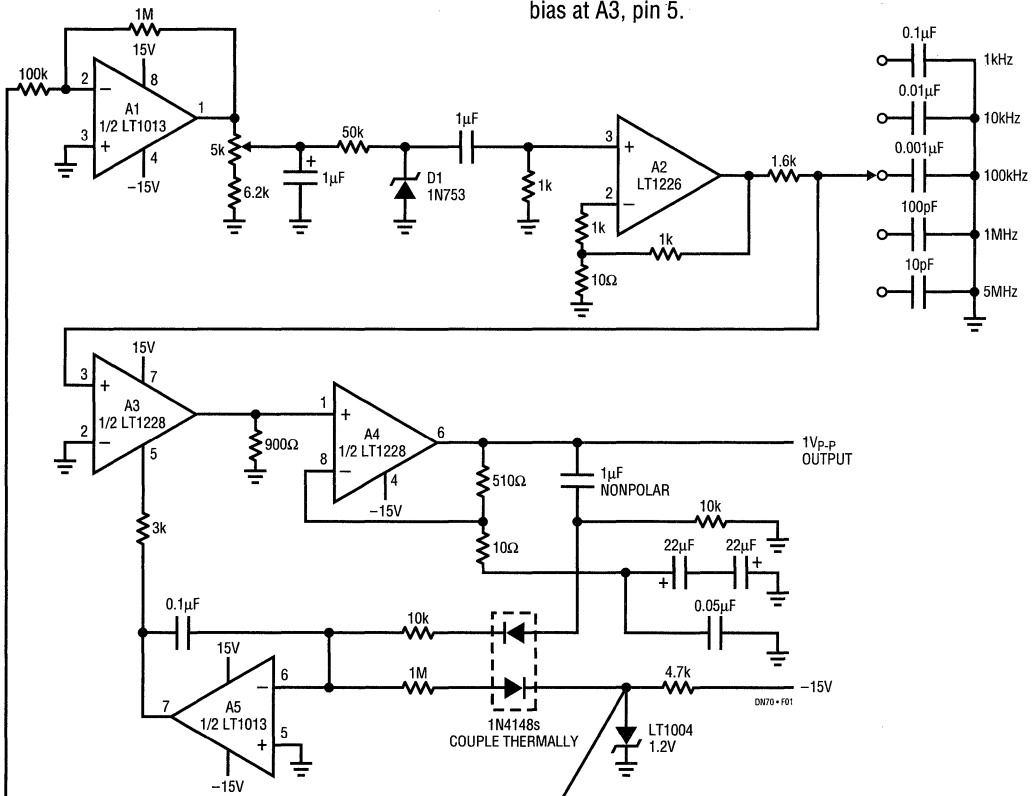 bias at A3, pin 5.
1M
15V
100k
2
8
–
A1
1/2 LT1013
1
3
+
4
–15V
5k
6.2k
+
1µF
50k
D1
1N753
1µF
1k
3
+
A2
LT1226
2
–
1k
1k
10Ω
1.6k
0.1µF
1kHz
0.01µF
10kHz
0.001µF
100kHz
100pF
1MHz
10pF
5MHz
15V
7
3
+
A3
1/2 LT1228
2
–
5
900Ω
3k
1
+
A4
1/2 LT1228
6
8
–
4
–15V
510Ω
10Ω
1µF
NONPOLAR
1VP-P
OUTPUT
10k
22µF
22µF
+
+
0.05µF
0.1µF
10k
1M
1N4148s
COUPLE THERMALLY
15V
6
–
A5
1/2 LT1013
7
5
+
–15V
4.7k
–15V
DN70 • F01
LT1004
1.2V